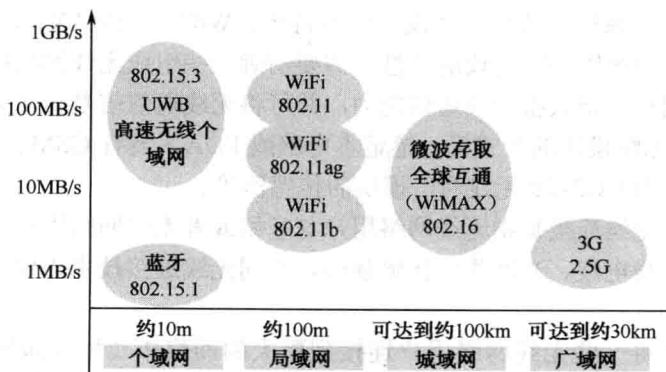 1GB/s
100MB/s
10MB/s
1MB/s
802.15.3
UWB
高速无线个
域网
蓝牙
802.15.1
WiFi
802.11
WiFi
802.11ag
WiFi
802.11b
微波存取
全球互通
（WiMAX）
802.16
3G
2.5G
约10m
约100m
可达到约100km
可达到约30km
个域网
局域网
城域网
广域网